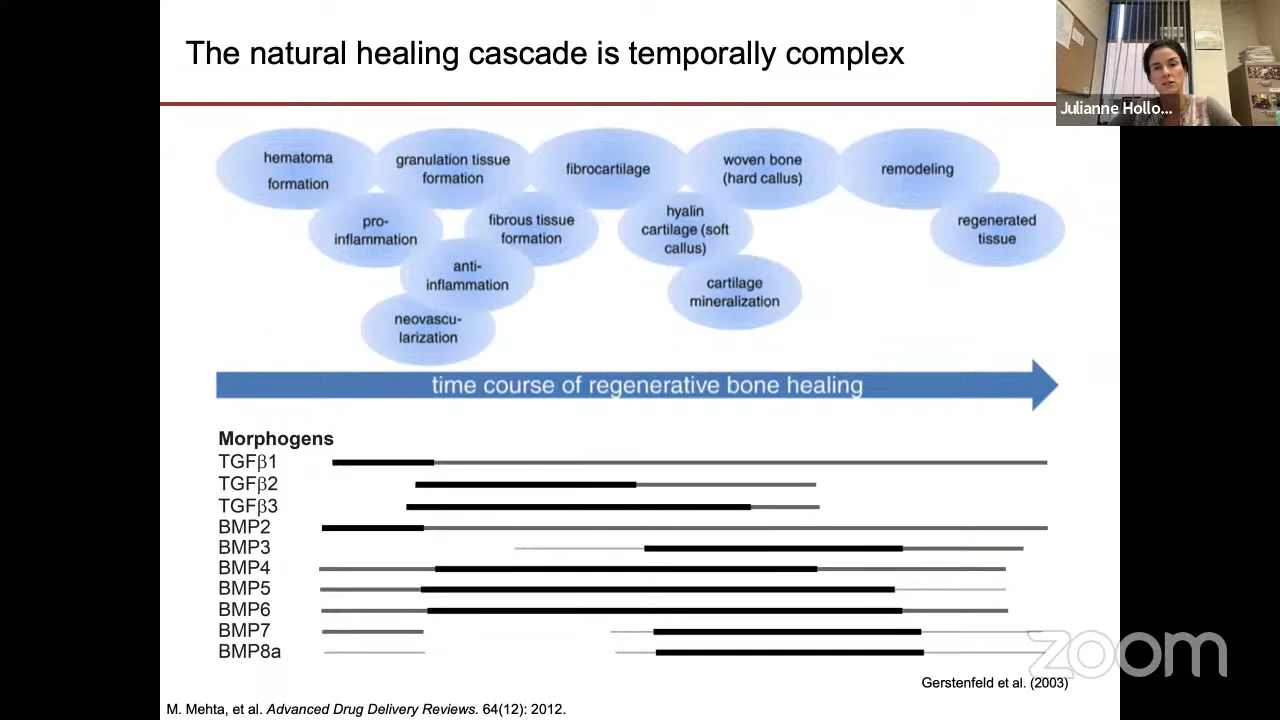 The natural healing cascade is temporally complex
Julianne Hollo...
hematoma
formation
granulation tissue
formation
fibrocartilage
woven bone
(hard callus)
remodeling
pro-
inflammation
fibrous tissue
formation
hyalin
cartilage (soft
callus)
regenerated
tissue
anti-
inflammation
cartilage
mineralization
neovascu-
larization
time course of regenerative bone healing
Morphogens
TGFβ1
TGFβ2
TGFβ3
BMP2
BMP3
BMP4
BMP5
BMP6
BMP7
BMP8a
zoom
Gerstenfeld et al. (2003)
M. Mehta, et al. Advanced Drug Delivery Reviews. 64(12): 2012.